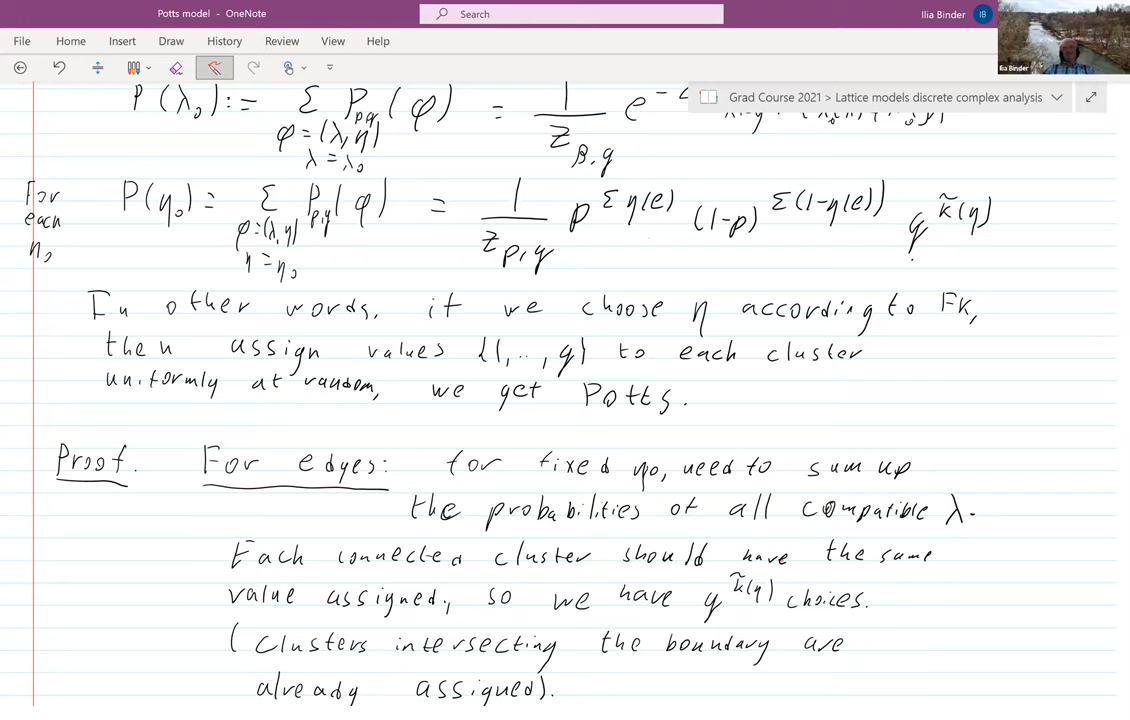 Potts model - OneNote
Search
Ilia Binder
IB
File Home Insert Draw History Review View Help
Ilia Binder
Grad Course 2021 > Lattice models discrete complex analysis
P(λ₀) := Σ P_{p,q}(φ) = 1/Z_{β,q} e^-
φ=(λ,η)
λ=λ₀
For each η₀
P(η₀) = Σ P_{p,q}(φ) = 1/Z_{p,q} p^{Σ η(e)} (1-p)^{Σ(1-η(e))} q^{k̃(η)}
φ=(λ,η)
η=η₀
In other words, if we choose η according to FK,
then assign values {1,..,q} to each cluster
uniformly at random, we get Potts.
Proof. For edges: for fixed η₀, need to sum up
the probabilities of all compatible λ.
Each connected cluster should have the same
value assigned, so we have q^{k̃(η)} choices.
(Clusters intersecting the boundary are
already assigned).